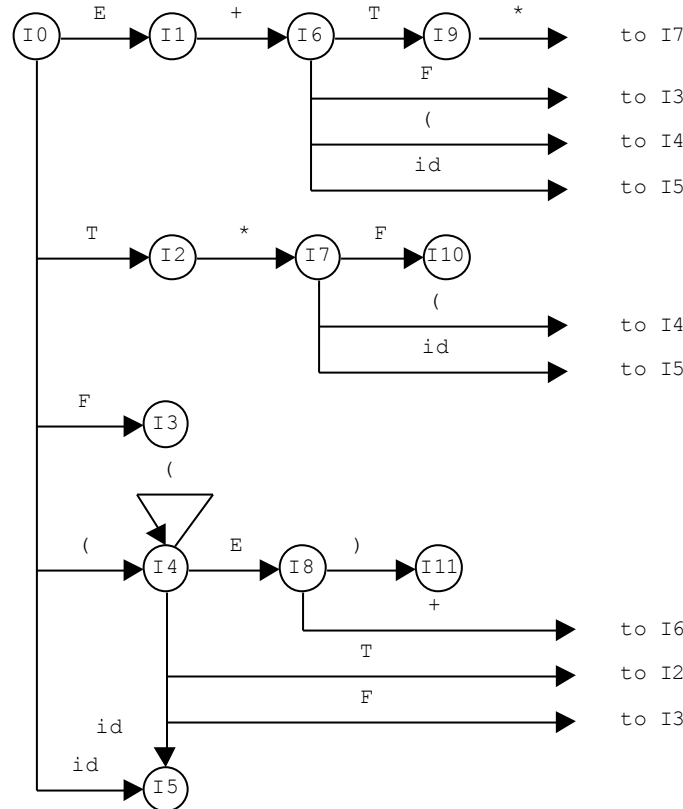 E + T *
I0 I1 I6 I9 to I7
F
to I3
(
to I4
id
to I5
T * F
I2 I7 I10
(
to I4
id
to I5
F
I3
(
( E )
I4 I8 I11
+
to I6
T
to I2
F
to I3
id
id
I5